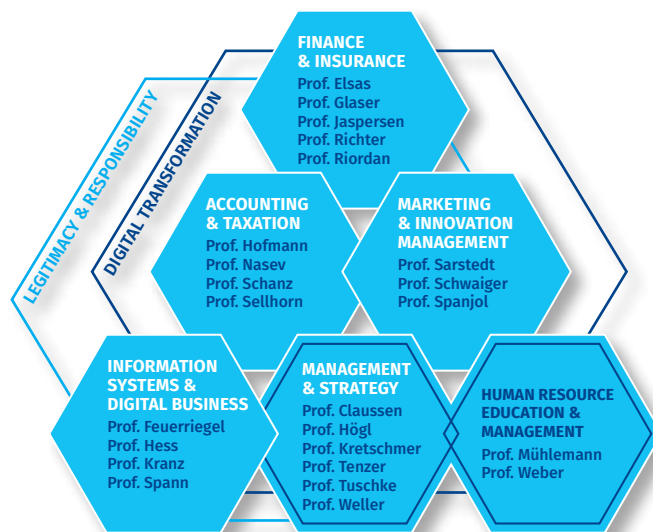 FINANCE
& INSURANCE
Prof. Elsas
Prof. Glaser
Prof. Jaspersen
Prof. Richter
Prof. Riordan
LEGITIMACY & RESPONSIBILITY
DIGITAL TRANSFORMATION
ACCOUNTING
& TAXATION
Prof. Hofmann
Prof. Nasev
Prof. Schanz
Prof. Sellhorn
MARKETING
& INNOVATION
MANAGEMENT
Prof. Sarstedt
Prof. Schwaiger
Prof. Spanjol
INFORMATION
SYSTEMS &
DIGITAL BUSINESS
Prof. Feuerriegel
Prof. Hess
Prof. Kranz
Prof. Spann
MANAGEMENT
& STRATEGY
Prof. Claussen
Prof. Högl
Prof. Kretschmer
Prof. Tenzer
Prof. Tuschke
Prof. Weller
HUMAN RESOURCE
EDUCATION &
MANAGEMENT
Prof. Mühlemann
Prof. Weber